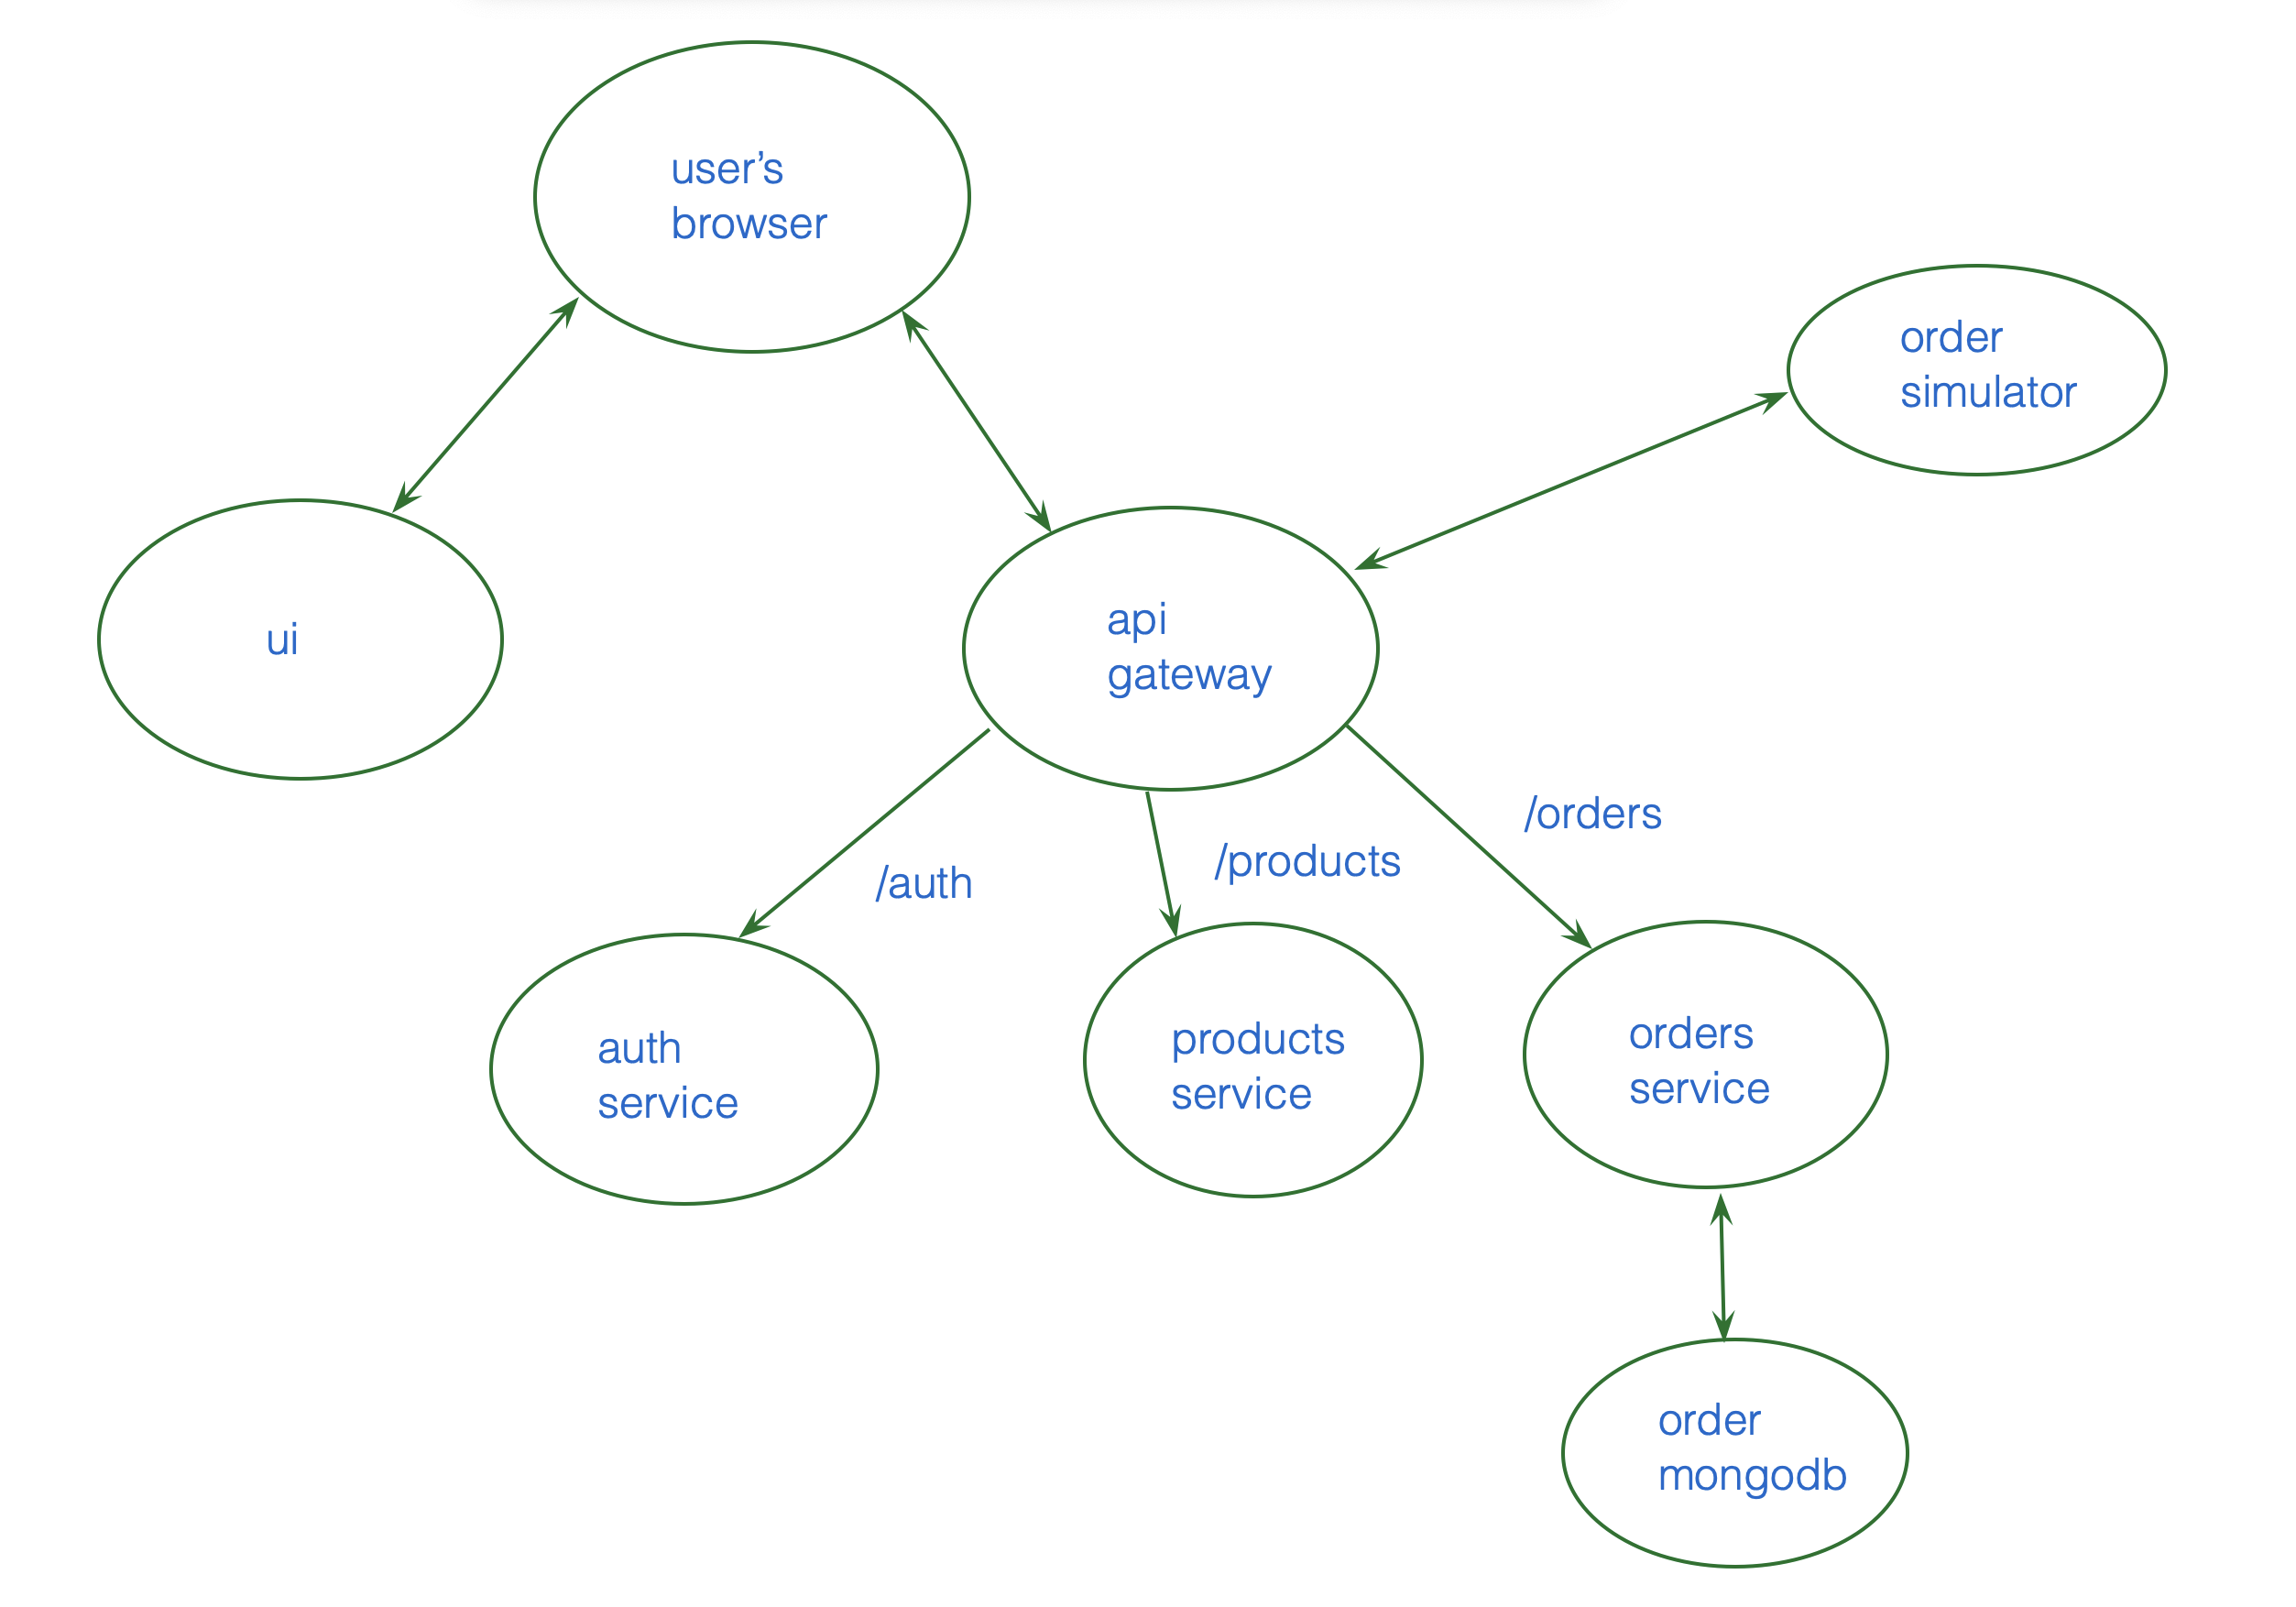 user’s
browser
order
simulator
ui
api
gateway
/orders
/products
/auth
auth
service
products
service
orders
service
order
mongodb